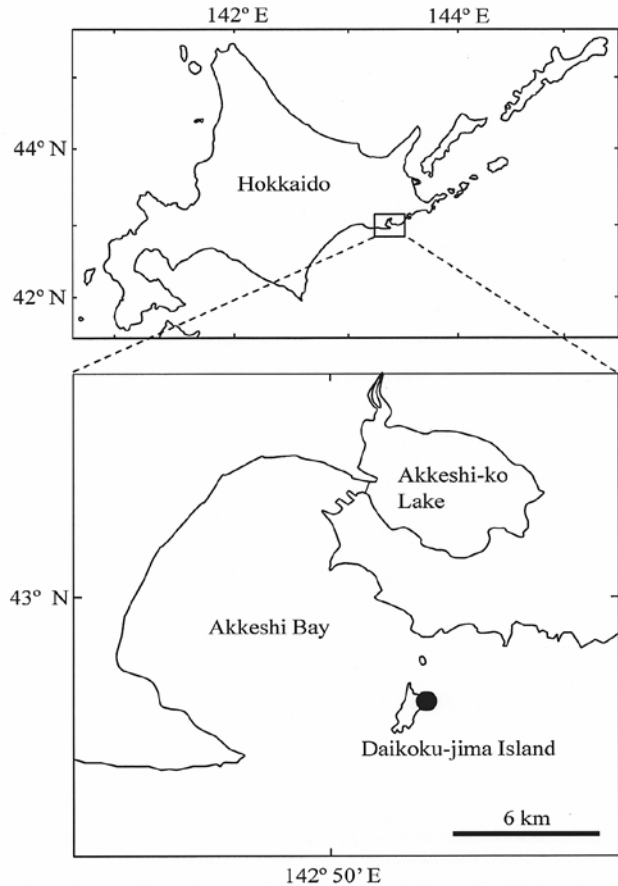 142° E 144° E
44° N
Hokkaido
42° N
Akkeshi-ko
Lake
43° N
Akkeshi Bay
Daikoku-jima Island
6 km
142° 50' E